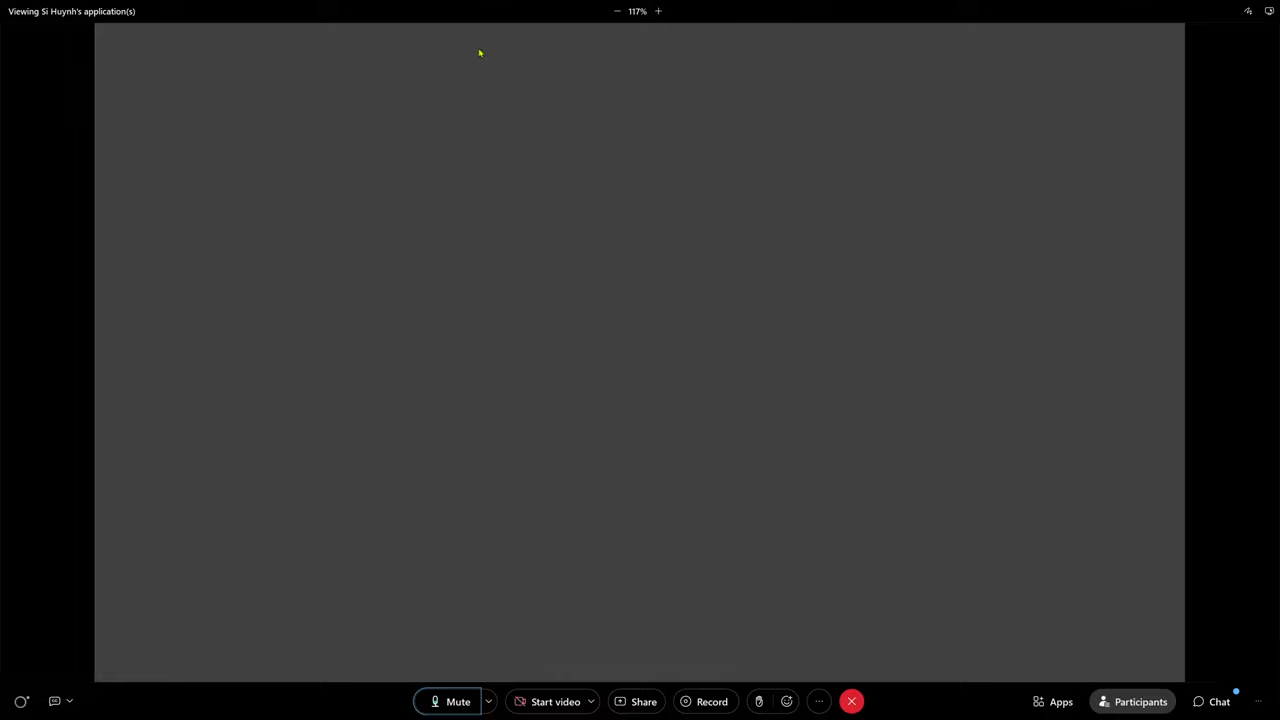 Viewing Si Huynh's application(s)
117%
Mute
Start video
Share
Record
Apps
Participants
Chat